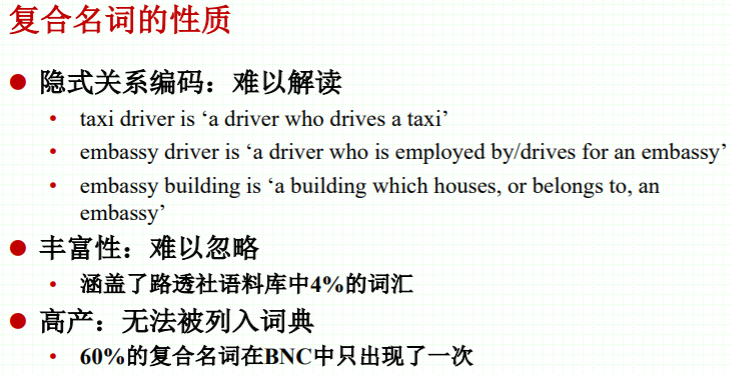 复合名词的性质
隐式关系编码：难以解读
taxi driver is ‘a driver who drives a taxi’
embassy driver is ‘a driver who is employed by/drives for an embassy’
embassy building is ‘a building which houses, or belongs to, an
embassy’
丰富性：难以忽略
涵盖了路透社语料库中4%的词汇
高产：无法被列入词典
60%的复合名词在BNC中只出现了一次